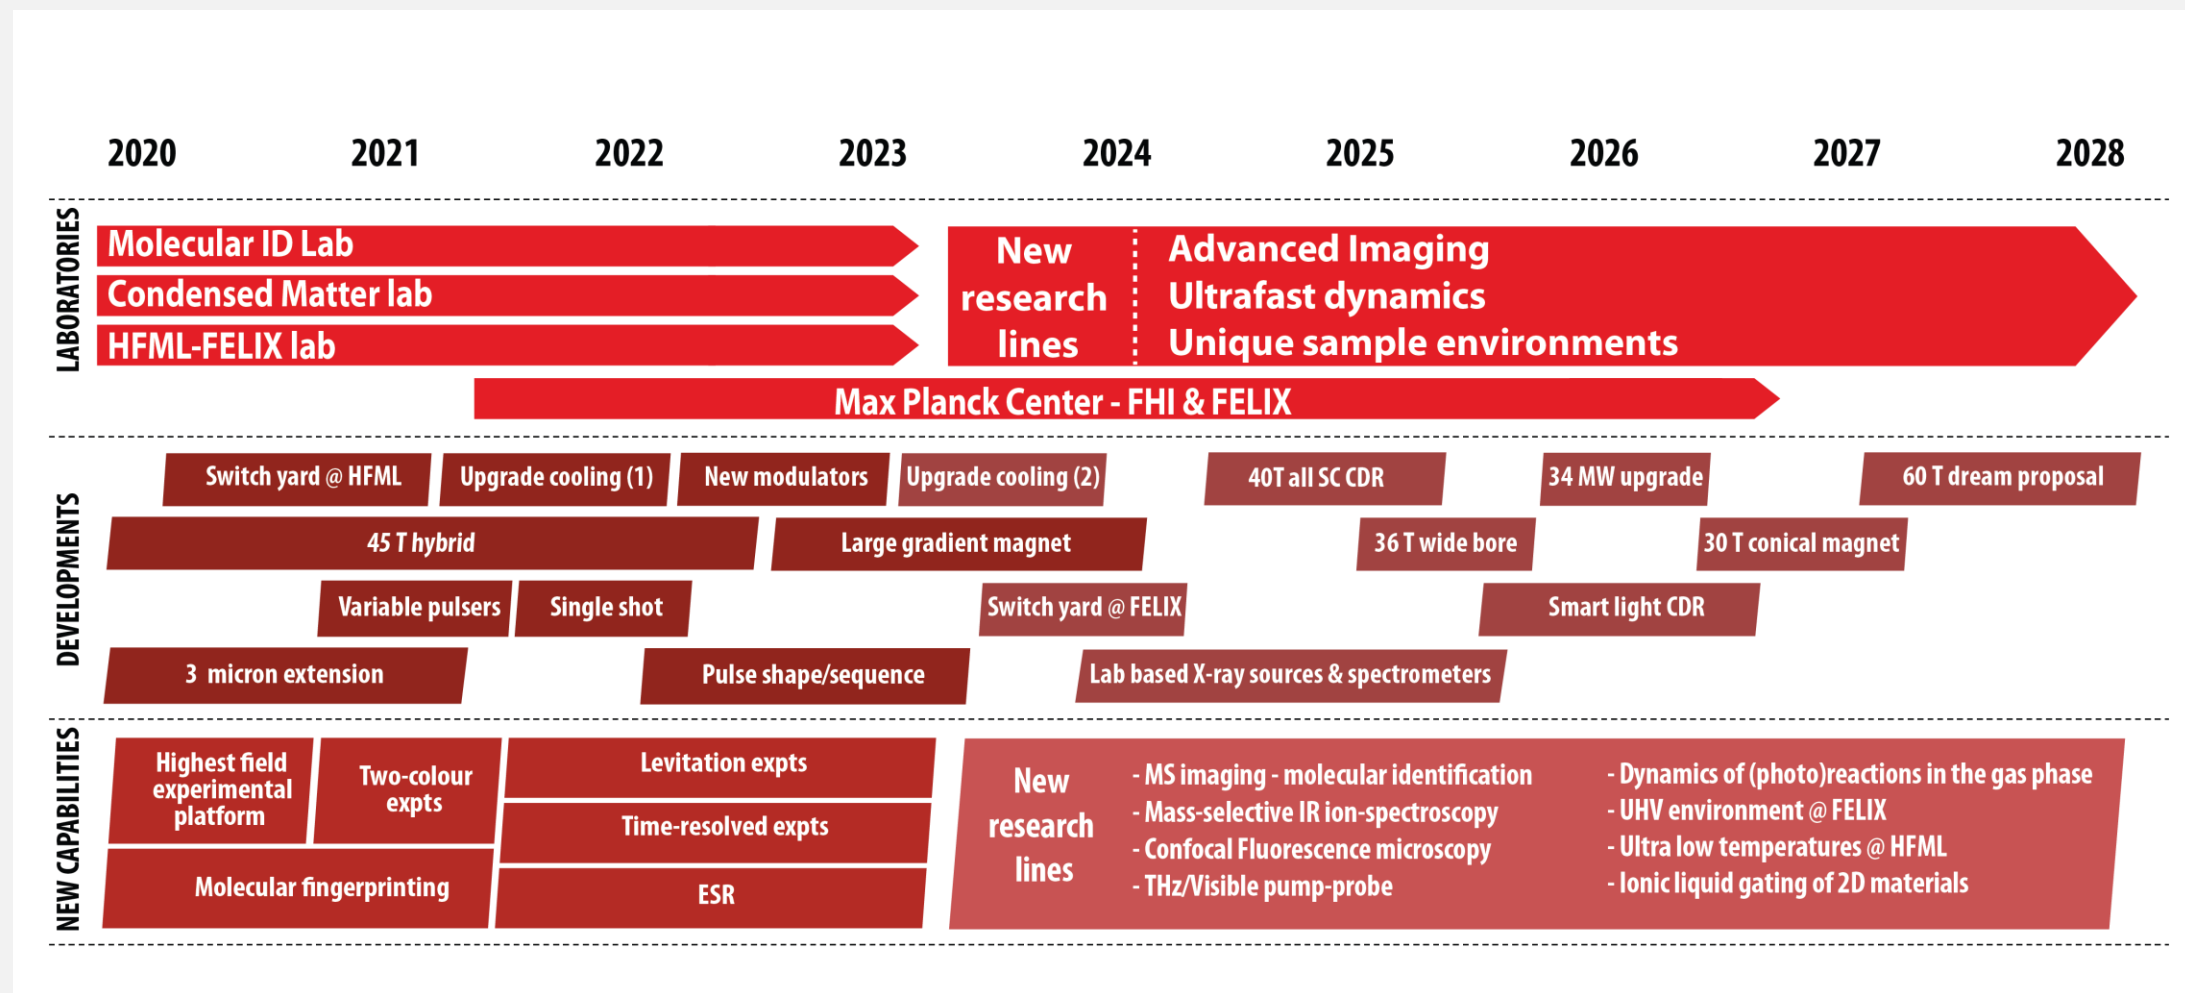 2020 2021 2022 2023 2024 2025 2026 2027 2028
LABORATORIES
Molecular ID Lab
Condensed Matter lab
HFML-FELIX lab
New
research
lines
Advanced Imaging
Ultrafast dynamics
Unique sample environments
Max Planck Center - FHI & FELIX
DEVELOPMENTS
Switch yard @ HFML
Upgrade cooling (1)
New modulators
Upgrade cooling (2)
40T all SC CDR
34 MW upgrade
60 T dream proposal
45 T hybrid
Large gradient magnet
36 T wide bore
30 T conical magnet
Variable pulsers
Single shot
Switch yard @ FELIX
Smart light CDR
3 micron extension
Pulse shape/sequence
Lab based X-ray sources & spectrometers
NEW CAPABILITIES
Highest field
experimental
platform
Two-colour
expts
Molecular fingerprinting
Levitation expts
Time-resolved expts
ESR
New
research
lines
- MS imaging - molecular identification
- Mass-selective IR ion-spectroscopy
- Confocal Fluorescence microscopy
- THz/Visible pump-probe
- Dynamics of (photo)reactions in the gas phase
- UHV environment @ FELIX
- Ultra low temperatures @ HFML
- Ionic liquid gating of 2D materials